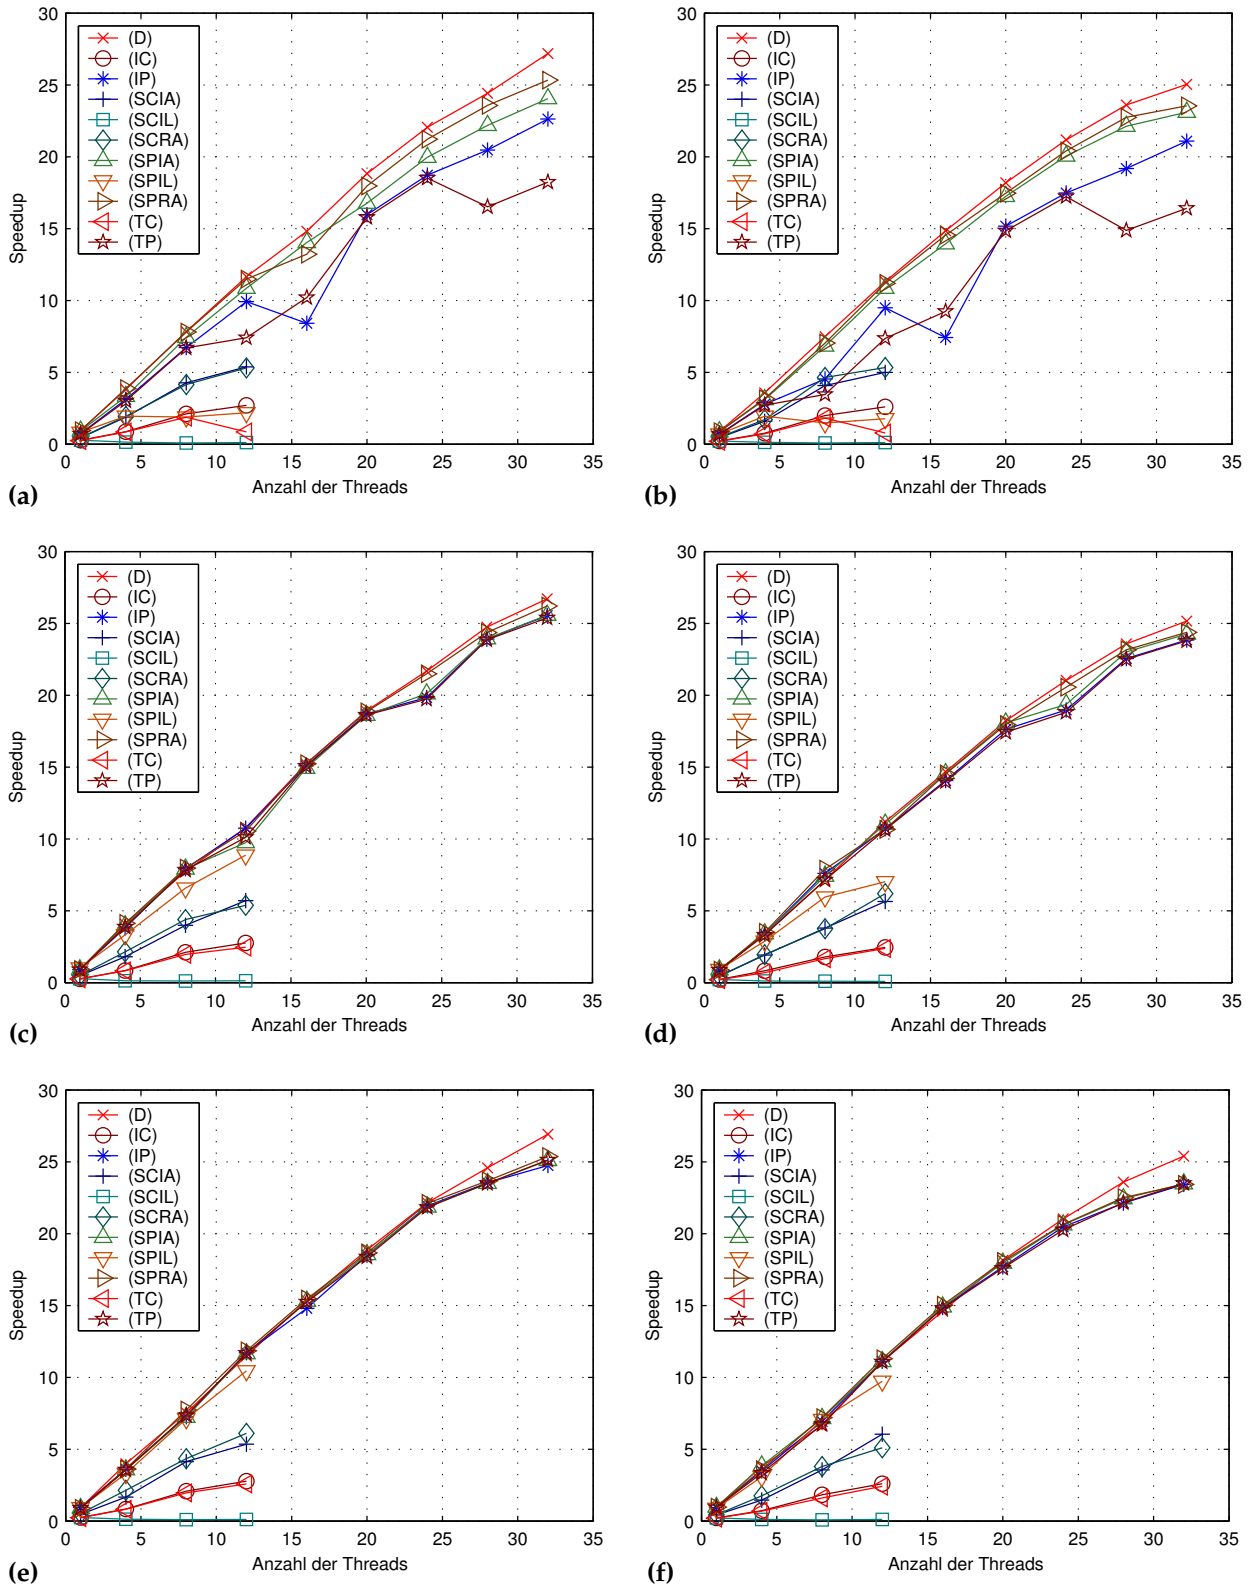 30
25
20
15
10
5
0
Speedup
(D)
(IC)
(IP)
(SCIA)
(SCIL)
(SCRA)
(SPIA)
(SPIL)
(SPRA)
(TC)
(TP)
0 5 10 15 20 25 30 35
Anzahl der Threads
(a)
30
25
20
15
10
5
0
Speedup
(D)
(IC)
(IP)
(SCIA)
(SCIL)
(SCRA)
(SPIA)
(SPIL)
(SPRA)
(TC)
(TP)
0 5 10 15 20 25 30 35
Anzahl der Threads
(b)
30
25
20
15
10
5
0
Speedup
(D)
(IC)
(IP)
(SCIA)
(SCIL)
(SCRA)
(SPIA)
(SPIL)
(SPRA)
(TC)
(TP)
0 5 10 15 20 25 30 35
Anzahl der Threads
(c)
30
25
20
15
10
5
0
Speedup
(D)
(IC)
(IP)
(SCIA)
(SCIL)
(SCRA)
(SPIA)
(SPIL)
(SPRA)
(TC)
(TP)
0 5 10 15 20 25 30 35
Anzahl der Threads
(d)
30
25
20
15
10
5
0
Speedup
(D)
(IC)
(IP)
(SCIA)
(SCIL)
(SCRA)
(SPIA)
(SPIL)
(SPRA)
(TC)
(TP)
0 5 10 15 20 25 30 35
Anzahl der Threads
(e)
30
25
20
15
10
5
0
Speedup
(D)
(IC)
(IP)
(SCIA)
(SCIL)
(SCRA)
(SPIA)
(SPIL)
(SPRA)
(TC)
(TP)
0 5 10 15 20 25 30 35
Anzahl der Threads
(f)